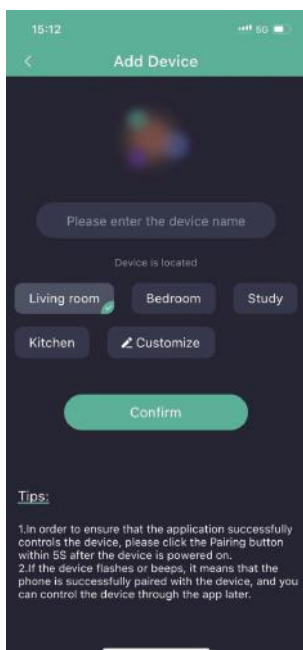 15:12
5G
Add Device
Please enter the device name
Device is located
Living room Bedroom Study
Kitchen Customize
Confirm
Tips:
1.In order to ensure that the application successfully
controls the device, please click the Pairing button
within 5S after the device is powered on.
2.If the device flashes or beeps, it means that the
phone is successfully paired with the device, and you
can control the device through the app later.